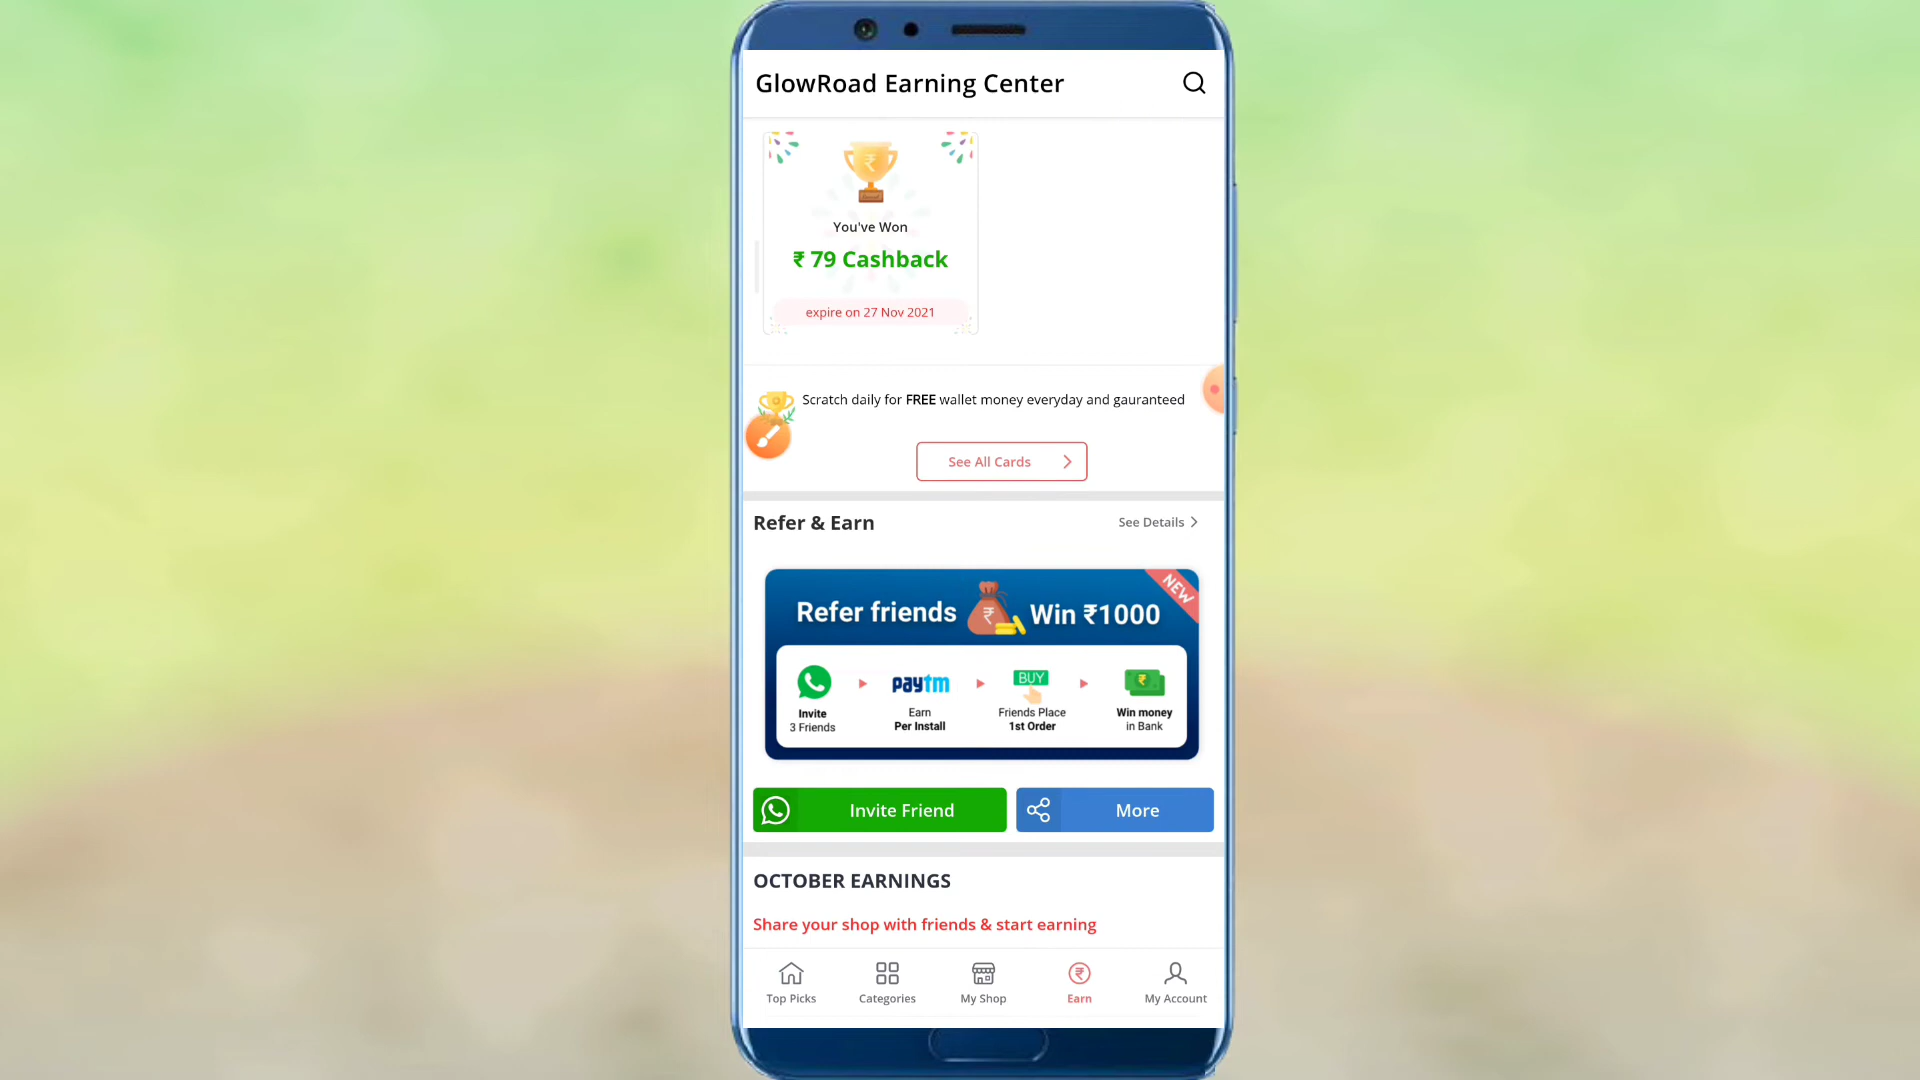 GlowRoad Earning Center
You've Won
₹ 79 Cashback
expire on 27 Nov 2021
Scratch daily for FREE wallet money everyday and gauranteed
See All Cards
Refer & Earn
See Details
NEW
Refer friends Win ₹1000
paytm
BUY
Invite
3 Friends
Earn
Per Install
Friends Place
1st Order
Win money
in Bank
Invite Friend
More
OCTOBER EARNINGS
Share your shop with friends & start earning
Top Picks
Categories
My Shop
Earn
My Account